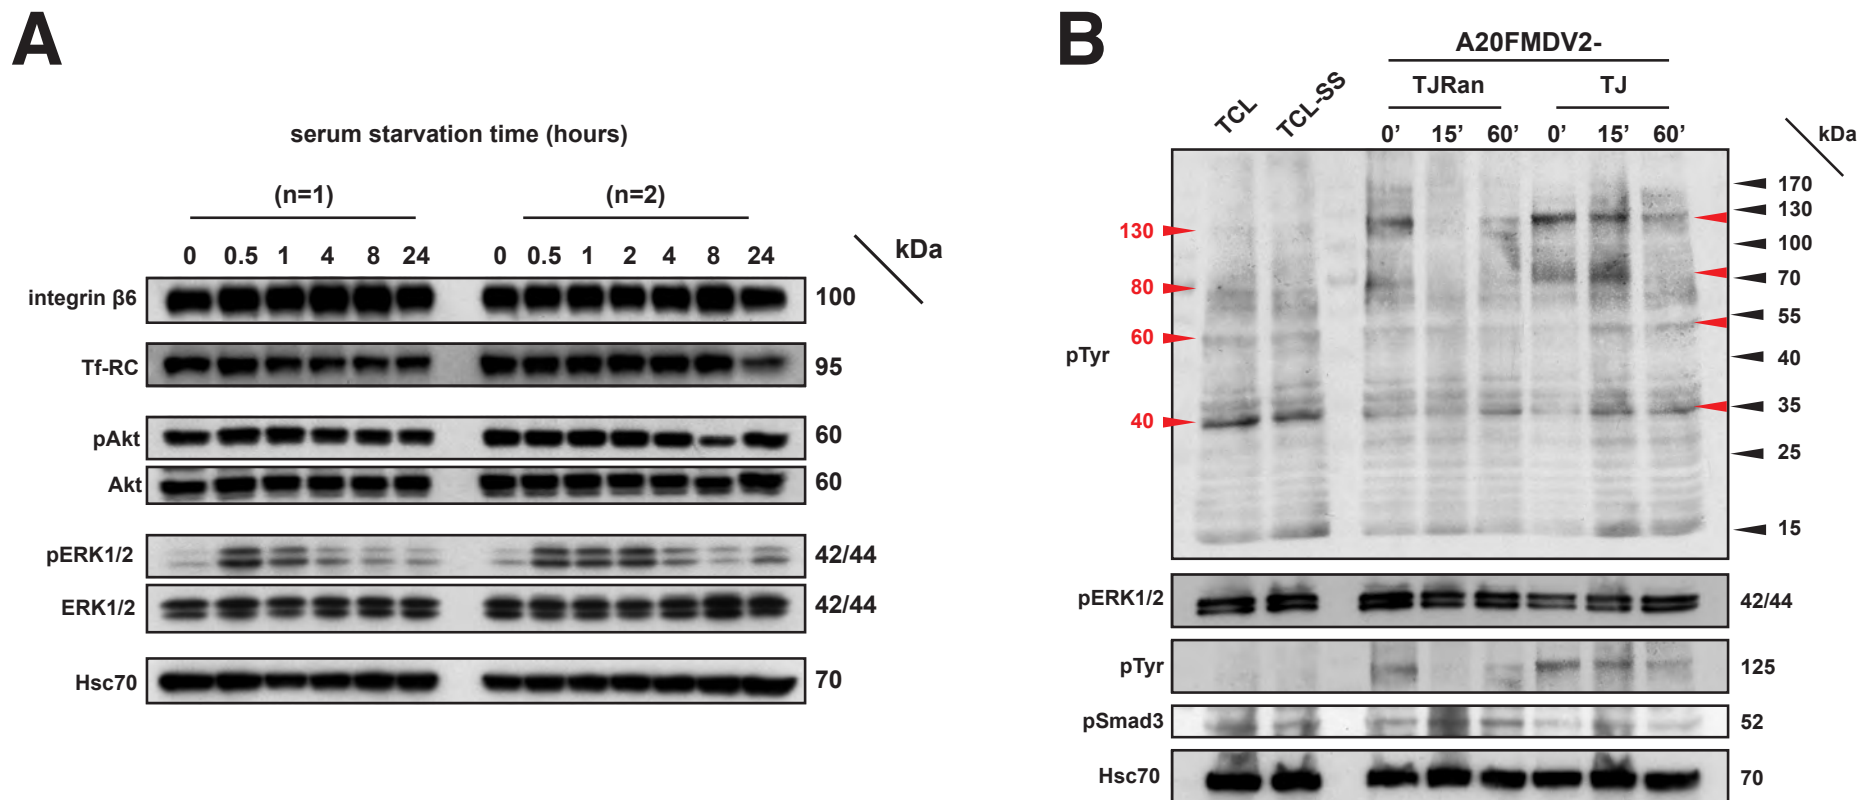 A
serum starvation time (hours)
(n=1) (n=2)
0 0.5 1 4 8 24 0 0.5 1 2 4 8 24
kDa
integrin β6 100
Tf-RC 95
pAkt 60
Akt 60
pERK1/2 42/44
ERK1/2 42/44
Hsc70 70
B
A20FMDV2-
TCL TCL-SS TJRan TJ
0’ 15’ 60’ 0’ 15’ 60’
kDa
170
130
100
70
55
40
35
25
15
130
80
60
40
pTyr
pERK1/2 42/44
pTyr 125
pSmad3 52
Hsc70 70